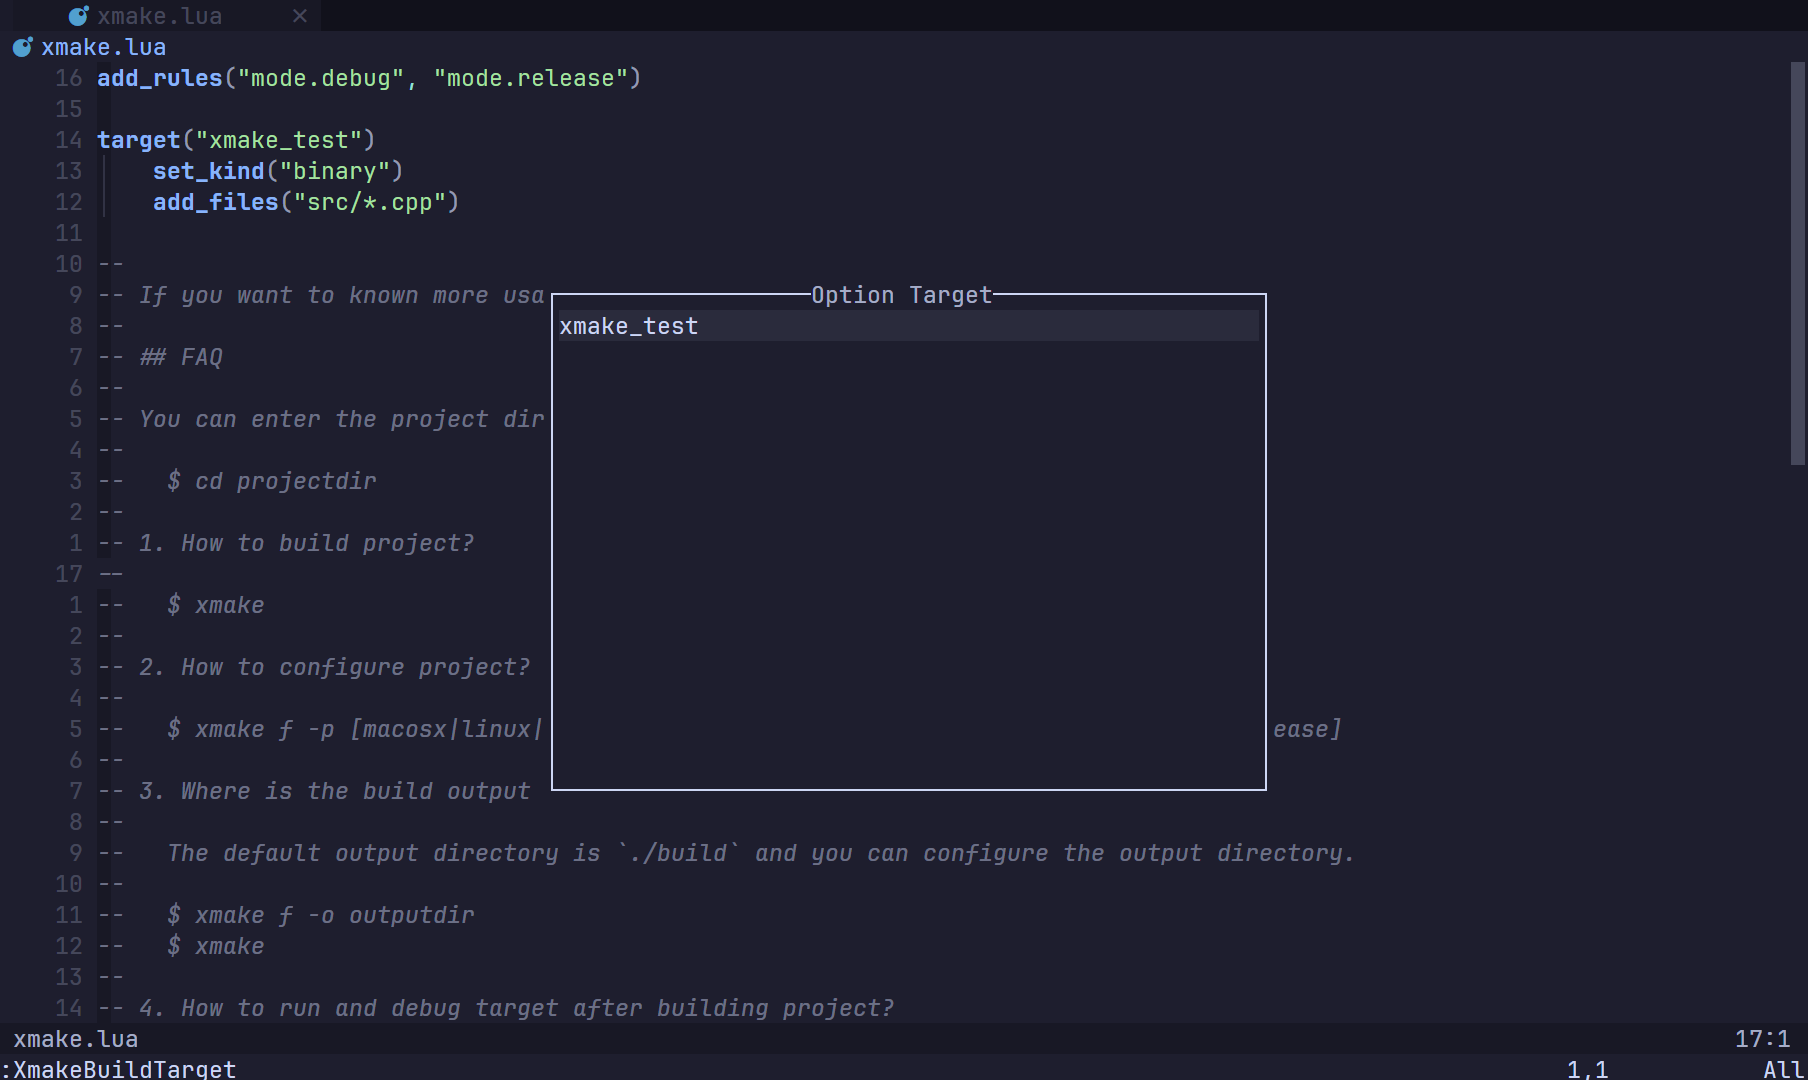 xmake.lua ×
xmake.lua
16 add_rules("mode.debug", "mode.release")
15
14 target("xmake_test")
13     set_kind("binary")
12     add_files("src/*.cpp")
11
10 --
9 -- If you want to known more usa
Option Target
8 --
xmake_test
7 -- ## FAQ
6 --
5 -- You can enter the project dir
4 --
3 --   $ cd projectdir
2 --
1 -- 1. How to build project?
17 --
1 --   $ xmake
2 --
3 -- 2. How to configure project?
4 --
5 --   $ xmake f -p [macosx|linux| ease]
6 --
7 -- 3. Where is the build output
8 --
9 --   The default output directory is `./build` and you can configure the output directory.
10 --
11 --   $ xmake f -o outputdir
12 --   $ xmake
13 --
14 -- 4. How to run and debug target after building project?
xmake.lua 17:1
:XmakeBuildTarget 1,1 All